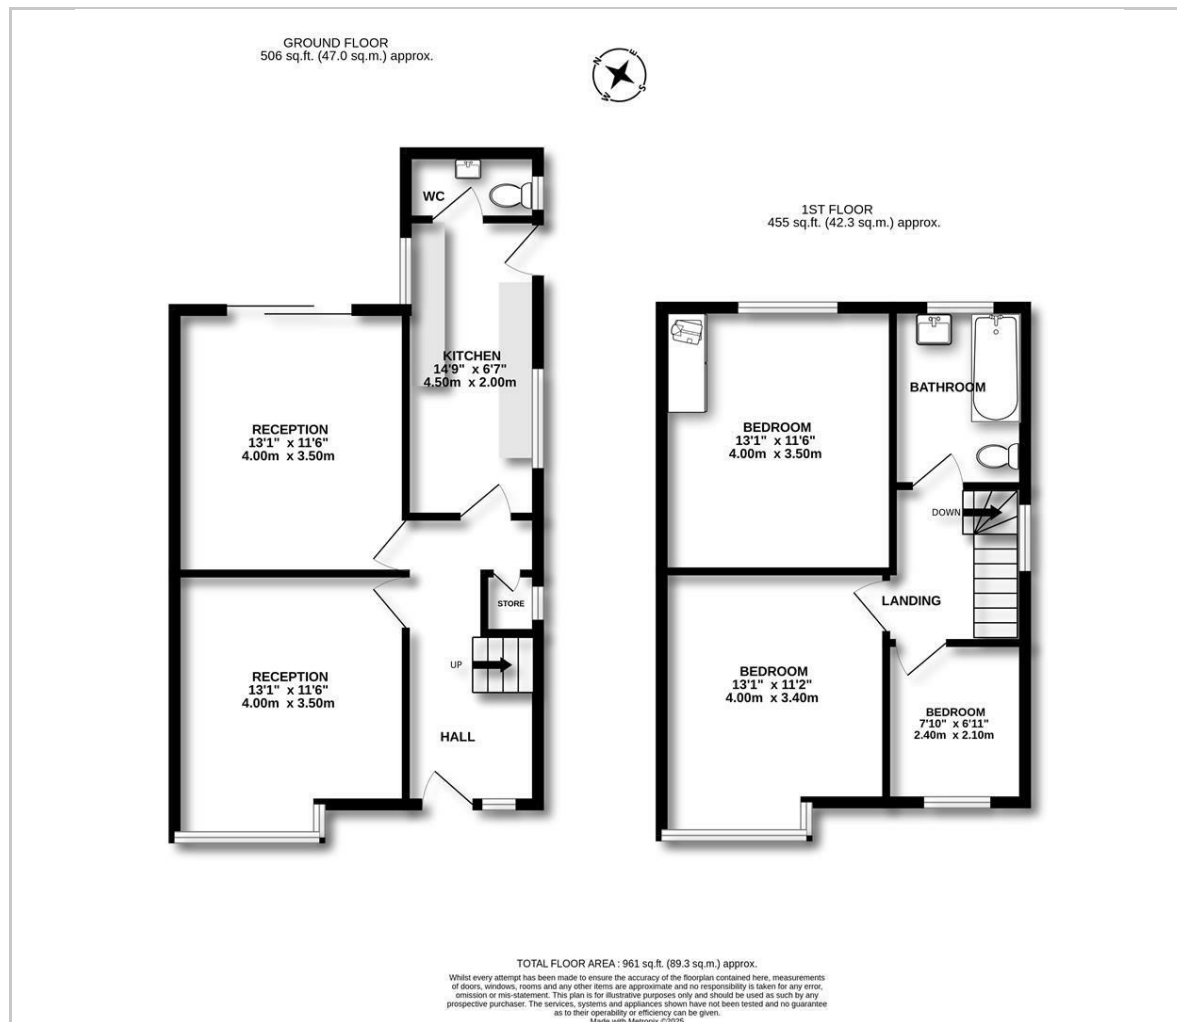 GROUND FLOOR
506 sq.ft. (47.0 sq.m.) approx.
N
E
S
W
WC
KITCHEN
14'9" x 6'7"
4.50m x 2.00m
RECEPTION
13'1" x 11'6"
4.00m x 3.50m
STORE
UP
RECEPTION
13'1" x 11'6"
4.00m x 3.50m
HALL
1ST FLOOR
455 sq.ft. (42.3 sq.m.) approx.
BATHROOM
BEDROOM
13'1" x 11'6"
4.00m x 3.50m
DOWN
LANDING
BEDROOM
13'1" x 11'2"
4.00m x 3.40m
BEDROOM
7'10" x 6'11"
2.40m x 2.10m
TOTAL FLOOR AREA : 961 sq.ft. (89.3 sq.m.) approx.
Whilst every attempt has been made to ensure the accuracy of the floorplan contained here, measurements
of doors, windows, rooms and any other items are approximate and no responsibility is taken for any error,
omission or mis-statement. This plan is for illustrative purposes only and should be used as such by any
prospective purchaser. The services, systems and appliances shown have not been tested and no guarantee
as to their operability or efficiency can be given.
Made with Metropix ©2025